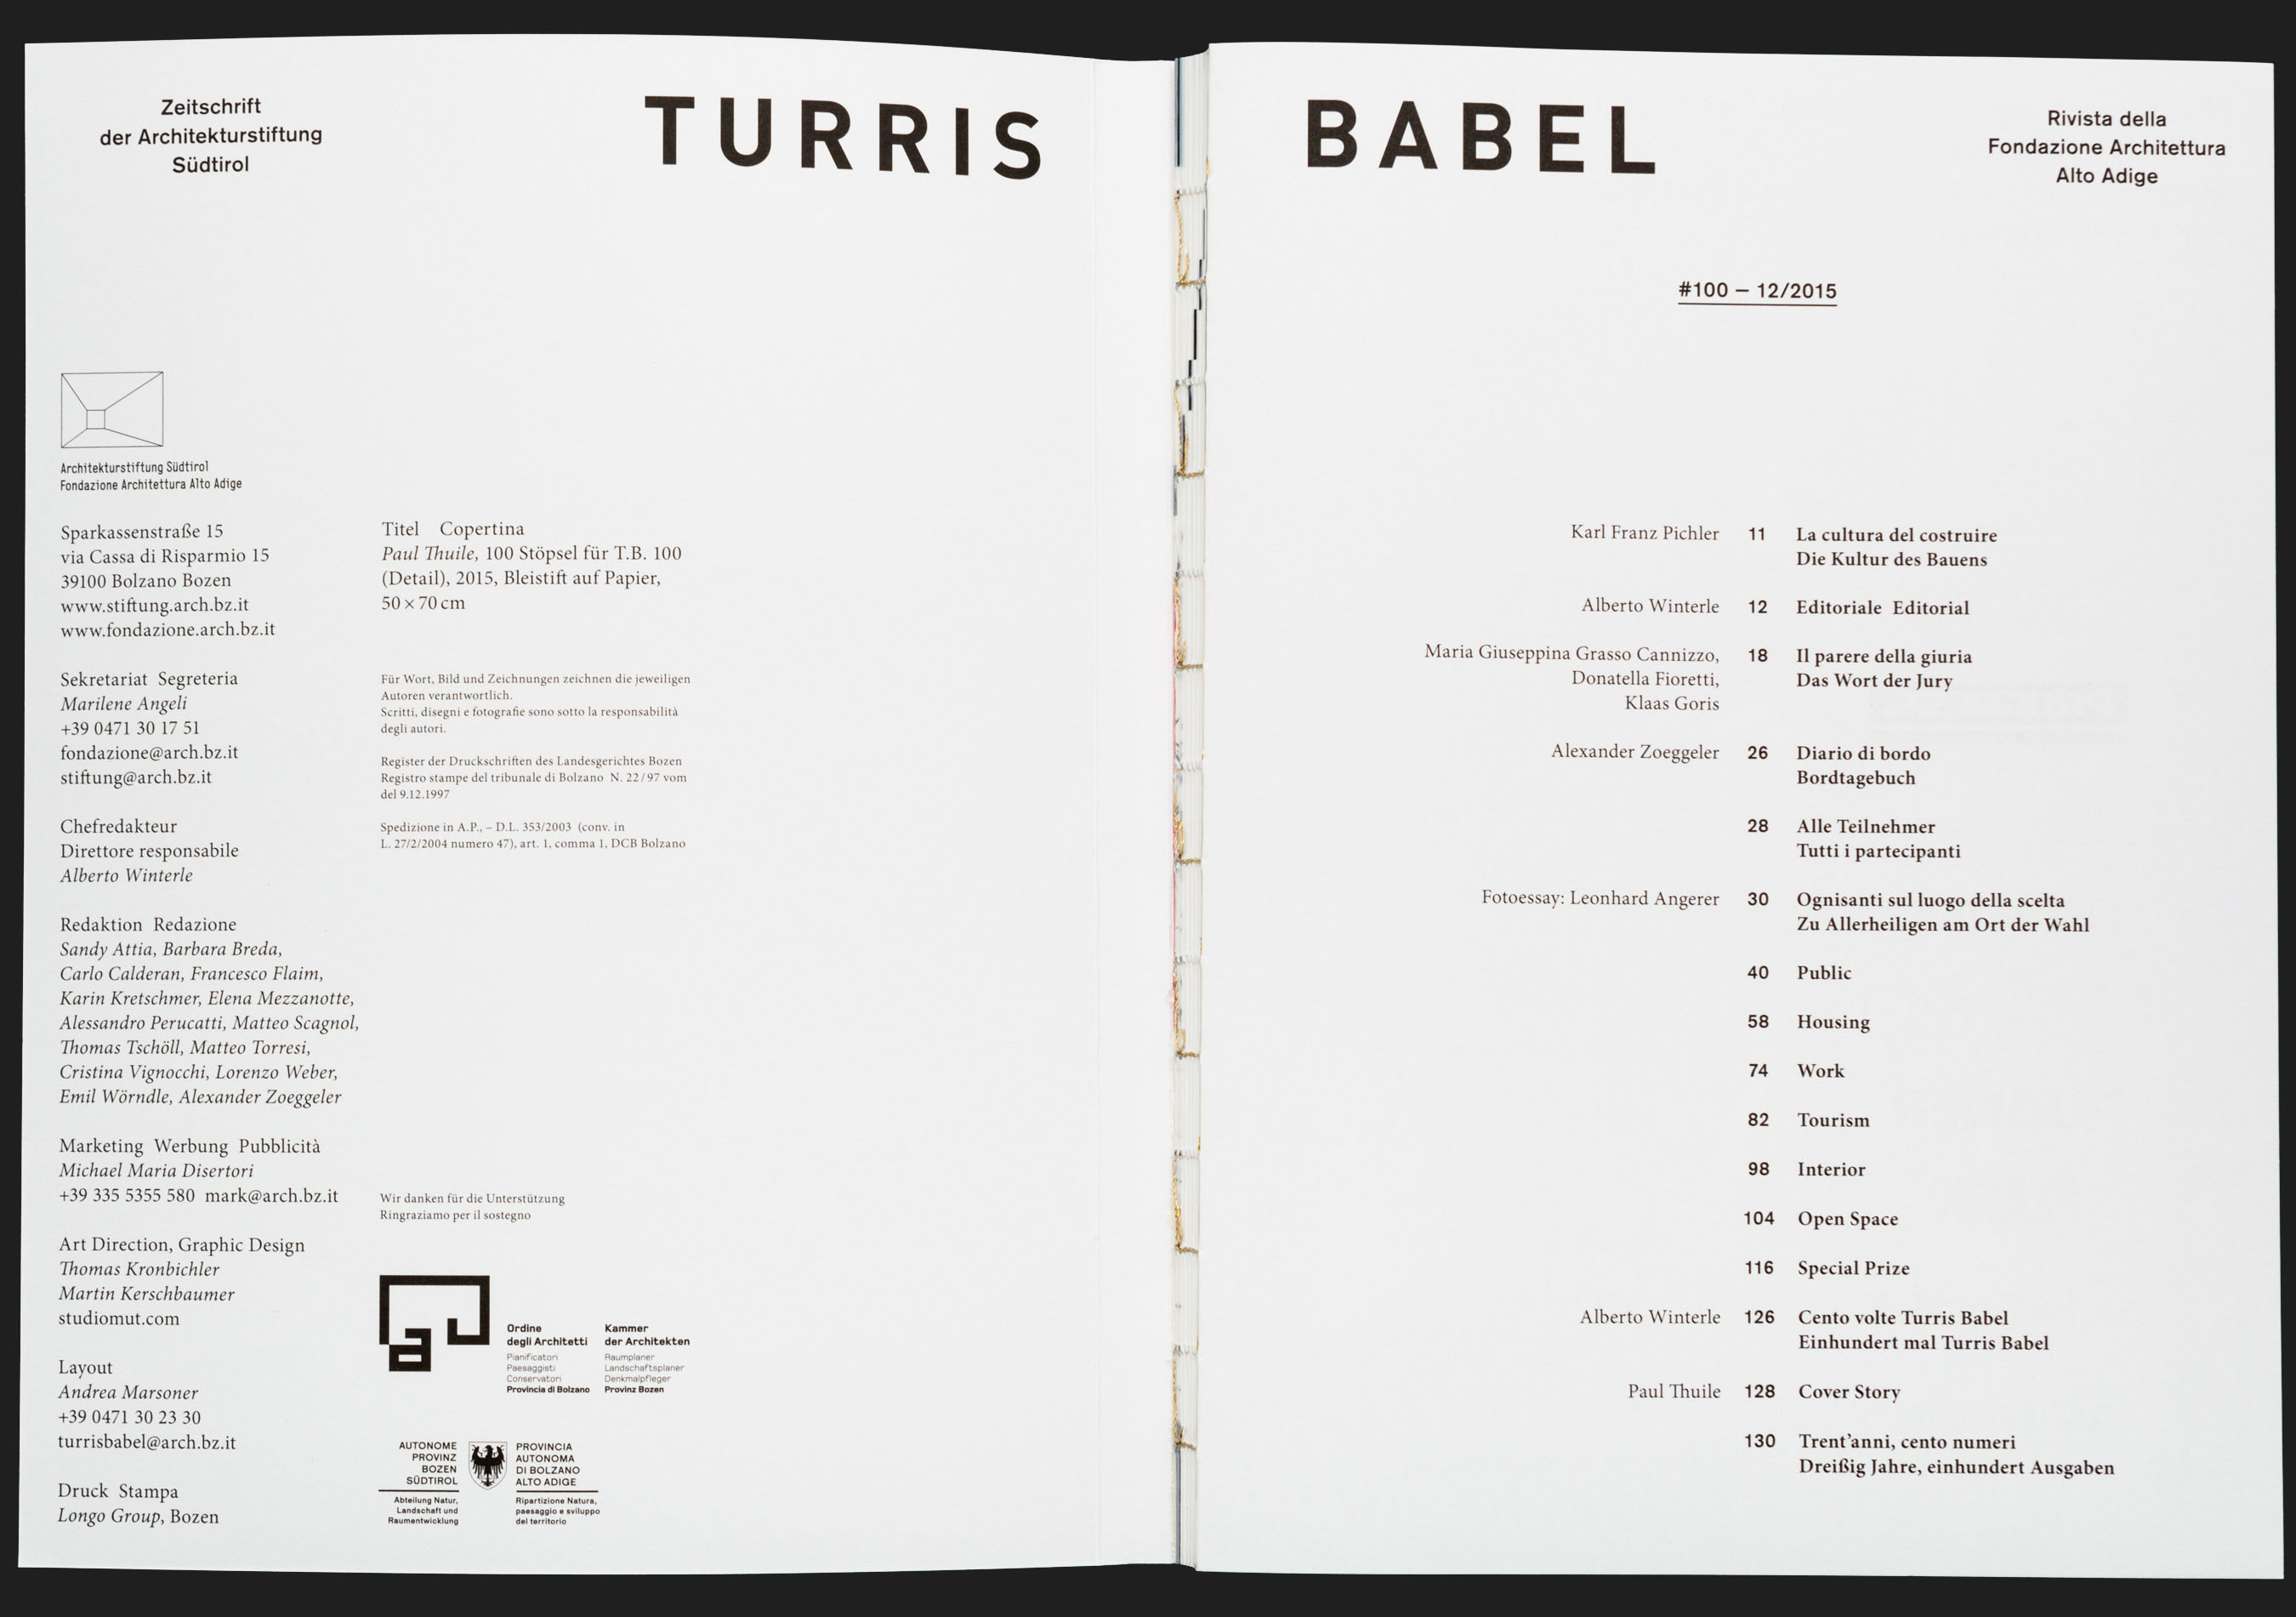 Zeitschrift
der Architekturstiftung
Südtirol
TURRIS
Architekturstiftung Südtirol
Fondazione Architettura Alto Adige
Sparkassenstraße 15
via Cassa di Risparmio 15
39100 Bolzano Bozen
www.stiftung.arch.bz.it
www.fondazione.arch.bz.it
Sekretariat Segreteria
Marilene Angeli
+39 0471 30 17 51
fondazione@arch.bz.it
stiftung@arch.bz.it
Chefredakteur
Direttore responsabile
Alberto Winterle
Redaktion Redazione
Sandy Attia, Barbara Breda,
Carlo Calderan, Francesco Flaim,
Karin Kretschmer, Elena Mezzanotte,
Alessandro Perucatti, Matteo Scagnol,
Thomas Tschöll, Matteo Torresi,
Cristina Vignocchi, Lorenzo Weber,
Emil Wörndle, Alexander Zoeggeler
Marketing Werbung Pubblicità
Michael Maria Disertori
+39 335 5355 580 mark@arch.bz.it
Art Direction, Graphic Design
Thomas Kronbichler
Martin Kerschbaumer
studiomut.com
Layout
Andrea Marsoner
+39 0471 30 23 30
turrisbabel@arch.bz.it
Druck Stampa
Longo Group, Bozen
Titel Copertina
Paul Thuile, 100 Stöpsel für T.B. 100
(Detail), 2015, Bleistift auf Papier,
50 × 70 cm
Für Wort, Bild und Zeichnungen zeichnen die jeweiligen
Autoren verantwortlich.
Scritti, disegni e fotografie sono sotto la responsabilità
degli autori.
Register der Druckschriften des Landesgerichtes Bozen
Registro stampe del tribunale di Bolzano N. 22/97 vom
del 9.12.1997
Spedizione in A.P., – D.L. 353/2003 (conv. in
L. 27/2/2004 numero 47), art. 1, comma 1, DCB Bolzano
Wir danken für die Unterstützung
Ringraziamo per il sostegno
Ordine
degli Architetti
Pianificatori
Paesaggisti
Conservatori
Provincia di Bolzano
Kammer
der Architekten
Raumplaner
Landschaftsplaner
Denkmalpfleger
Provinz Bozen
AUTONOME
PROVINZ
BOZEN
SÜDTIROL
Abteilung Natur,
Landschaft und
Raumentwicklung
PROVINCIA
AUTONOMA
DI BOLZANO
ALTO ADIGE
Ripartizione Natura,
paesaggio e sviluppo
del territorio
BABEL
Rivista della
Fondazione Architettura
Alto Adige
#100 – 12/2015
Karl Franz Pichler 11 La cultura del costruire
Die Kultur des Bauens
Alberto Winterle 12 Editoriale Editorial
Maria Giuseppina Grasso Cannizzo, 18 Il parere della giuria
Donatella Fioretti, Das Wort der Jury
Klaas Goris
Alexander Zoeggeler 26 Diario di bordo
Bordtagebuch
28 Alle Teilnehmer
Tutti i partecipanti
Fotoessay: Leonhard Angerer 30 Ognisanti sul luogo della scelta
Zu Allerheiligen am Ort der Wahl
40 Public
58 Housing
74 Work
82 Tourism
98 Interior
104 Open Space
116 Special Prize
Alberto Winterle 126 Cento volte Turris Babel
Einhundert mal Turris Babel
Paul Thuile 128 Cover Story
130 Trent'anni, cento numeri
Dreißig Jahre, einhundert Ausgaben